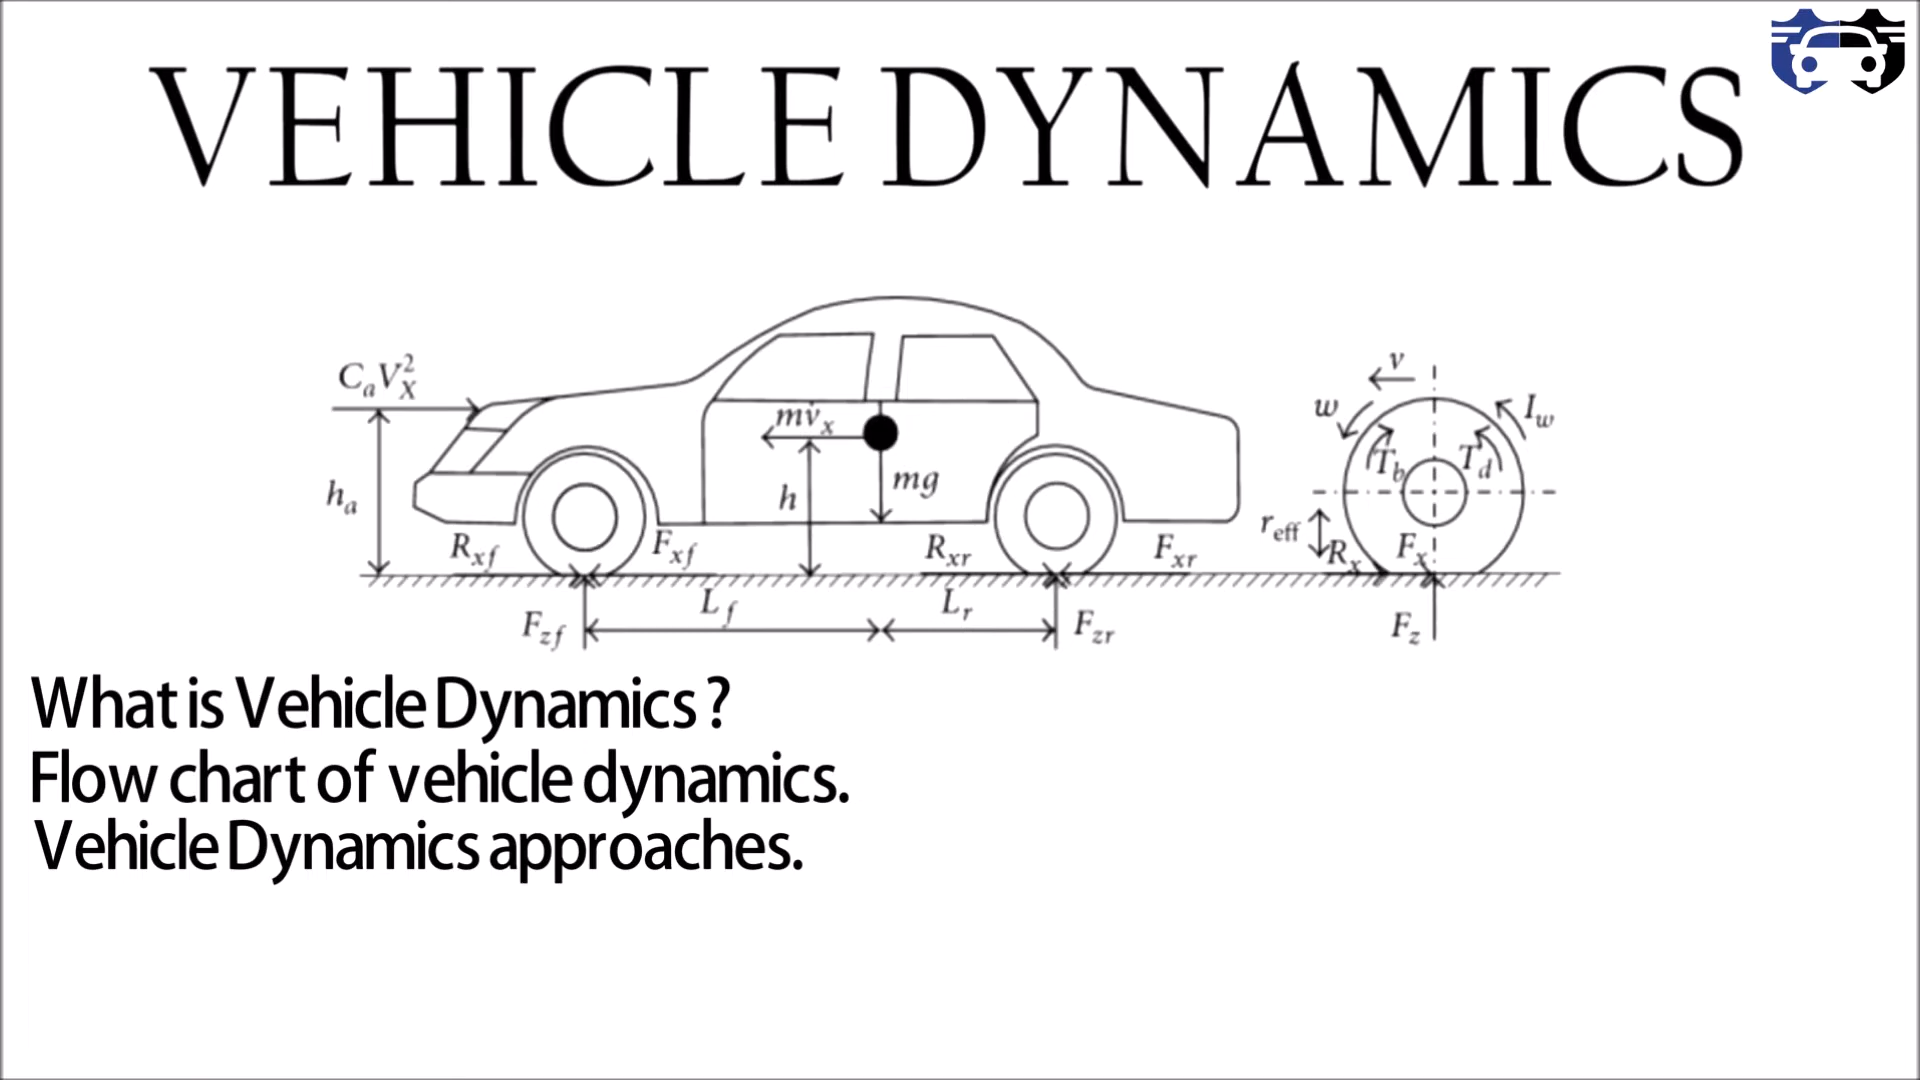 VEHICLE DYNAMICS
CₐVₓ²
hₐ
mv̇ₓ
h
mg
Rxf
Fxf
Rxr
Fxr
Fzf
Lf
Lr
Fzr
v
w
Iw
Tb
Td
reff
Rx
Fx
Fz
What is Vehicle Dynamics ?
Flow chart of vehicle dynamics.
Vehicle Dynamics approaches.